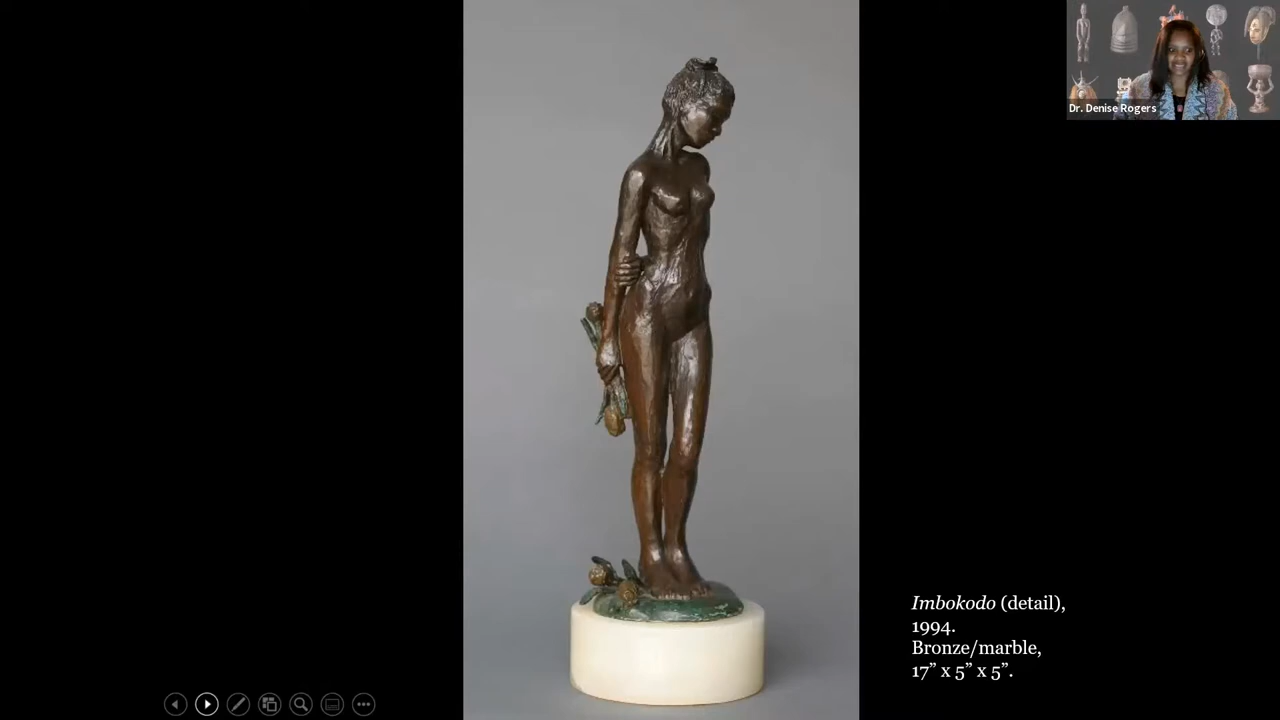 Dr. Denise Rogers
Imbokodo (detail),
1994.
Bronze/marble,
17” x 5” x 5”.